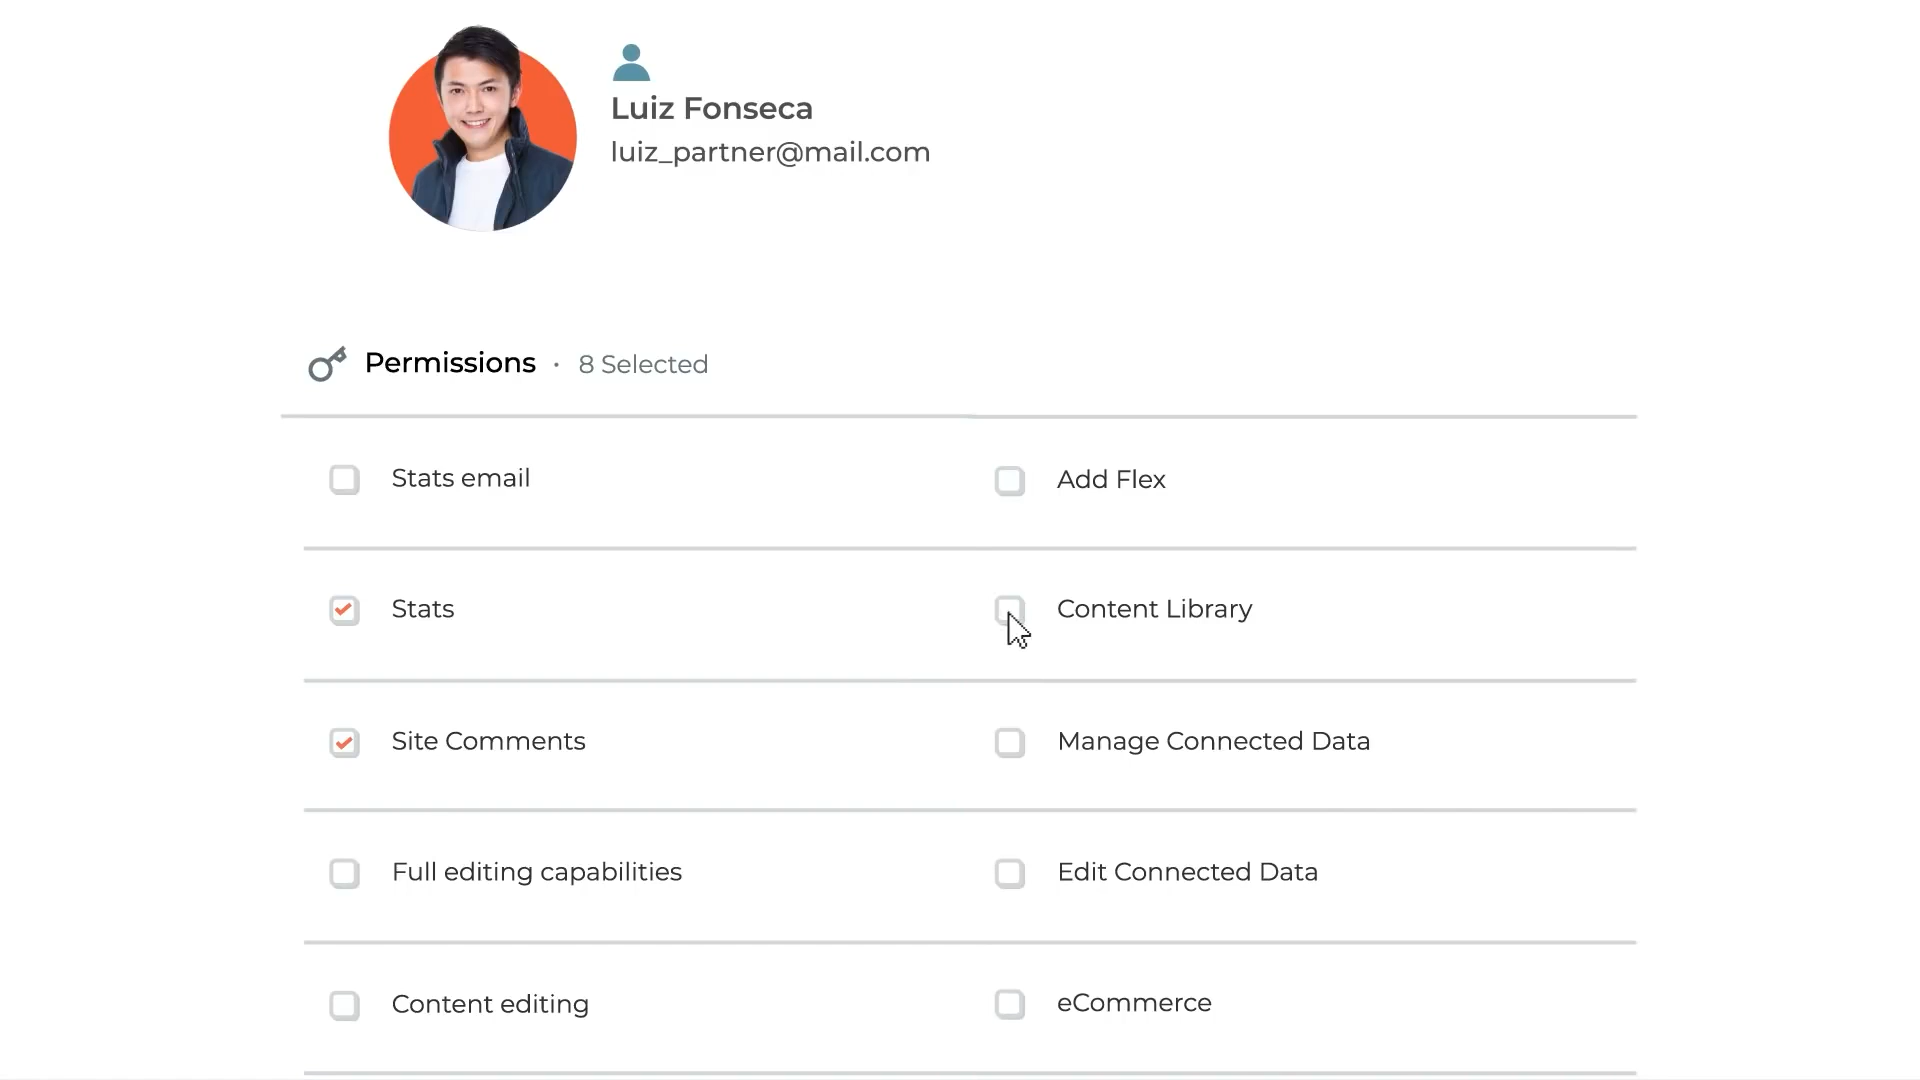 Luiz Fonseca
luiz_partner@mail.com
Permissions · 8 Selected
Stats email
Add Flex
Stats
Content Library
Site Comments
Manage Connected Data
Full editing capabilities
Edit Connected Data
Content editing
eCommerce